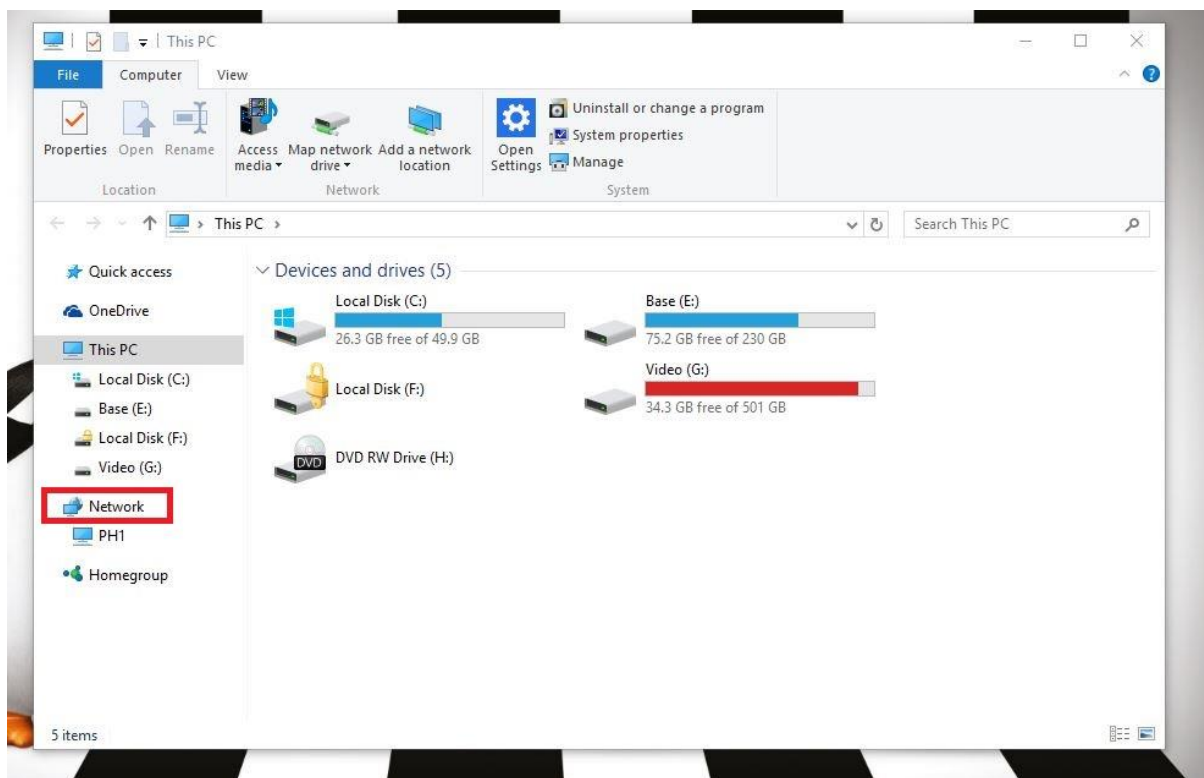 This PC
File Computer View
Properties Open Rename Access media Map network drive Add a network location Open Settings
Uninstall or change a program
System properties
Manage
Location Network System
This PC
Search This PC
Quick access
OneDrive
This PC
Local Disk (C:)
Base (E:)
Local Disk (F:)
Video (G:)
Network
PH1
Homegroup
Devices and drives (5)
Local Disk (C:)
26.3 GB free of 49.9 GB
Base (E:)
75.2 GB free of 230 GB
Local Disk (F:)
Video (G:)
34.3 GB free of 501 GB
DVD
DVD RW Drive (H:)
5 items